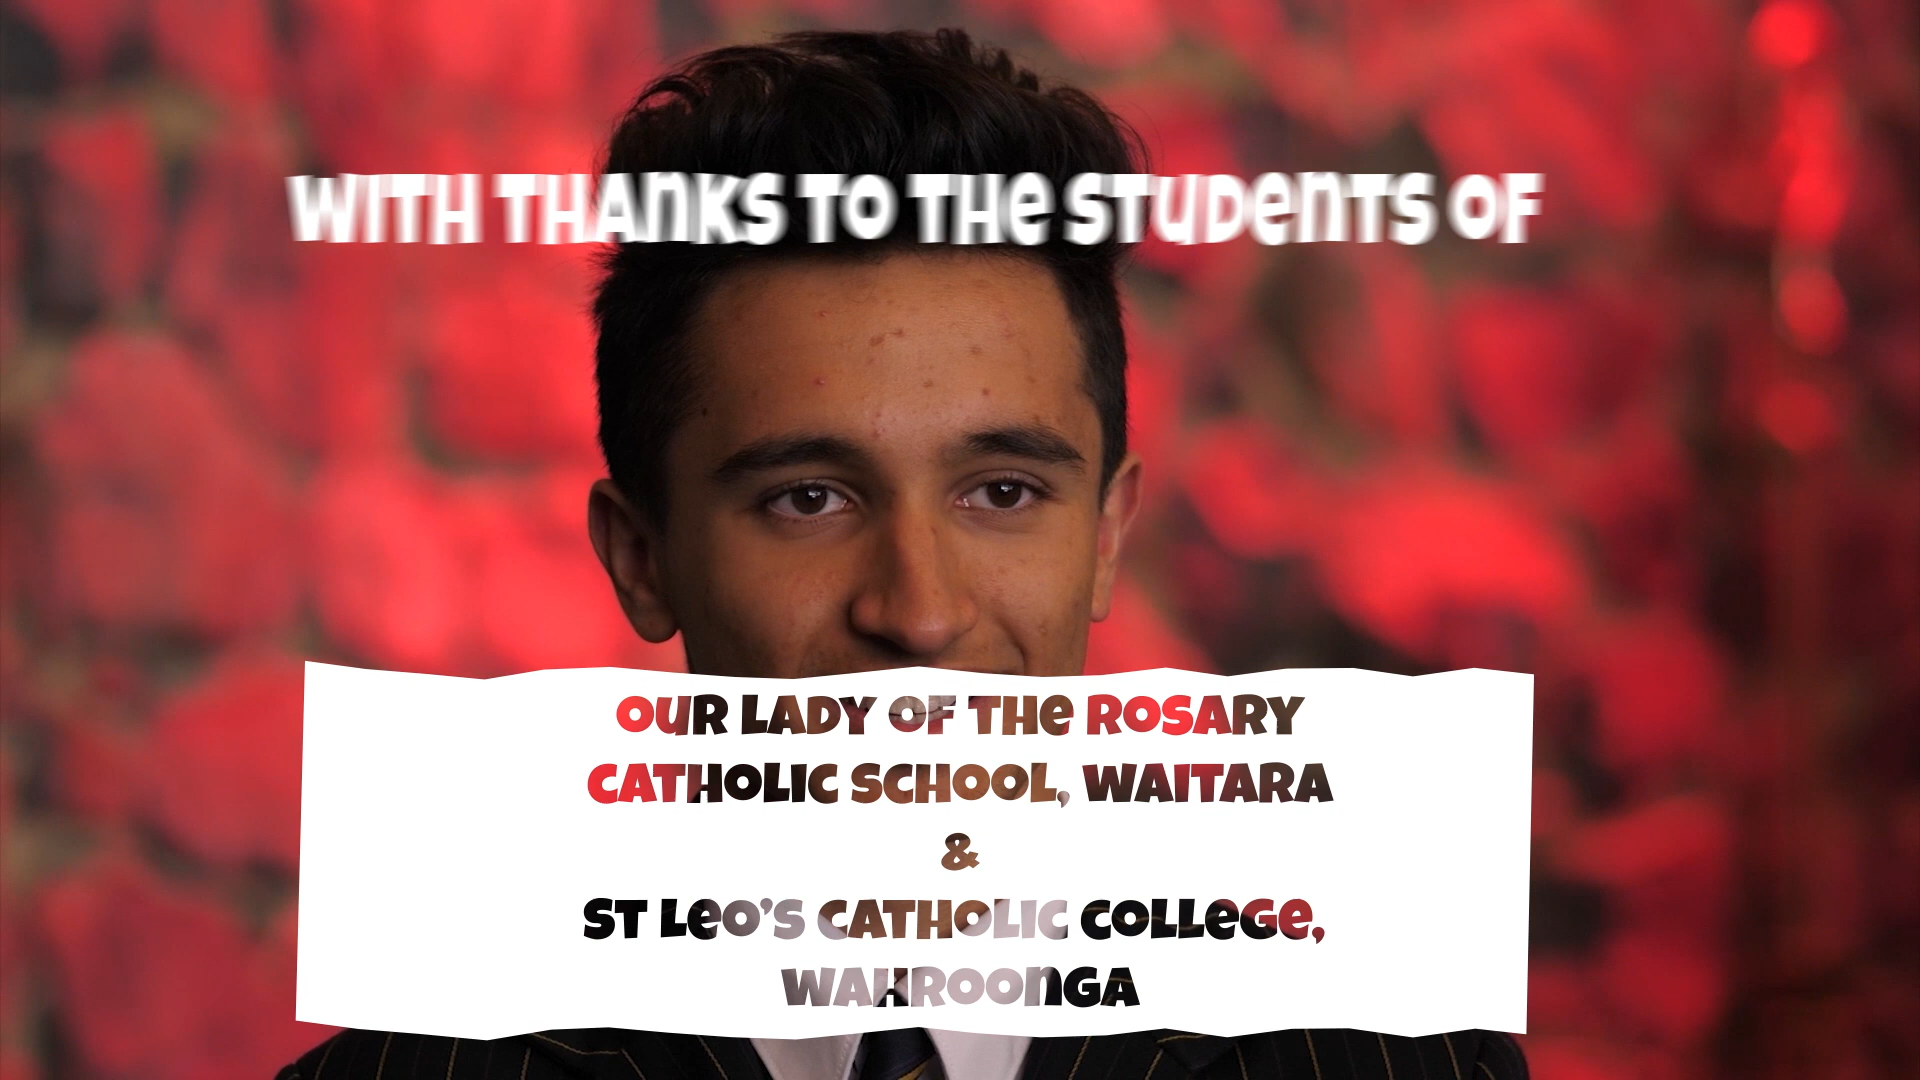 WITH THANKS TO THE STUDENTS OF
OUR LADY OF THE ROSARY
CATHOLIC SCHOOL, WAITARA
&
ST LEO'S CATHOLIC COLLEGE,
WAHROONGA